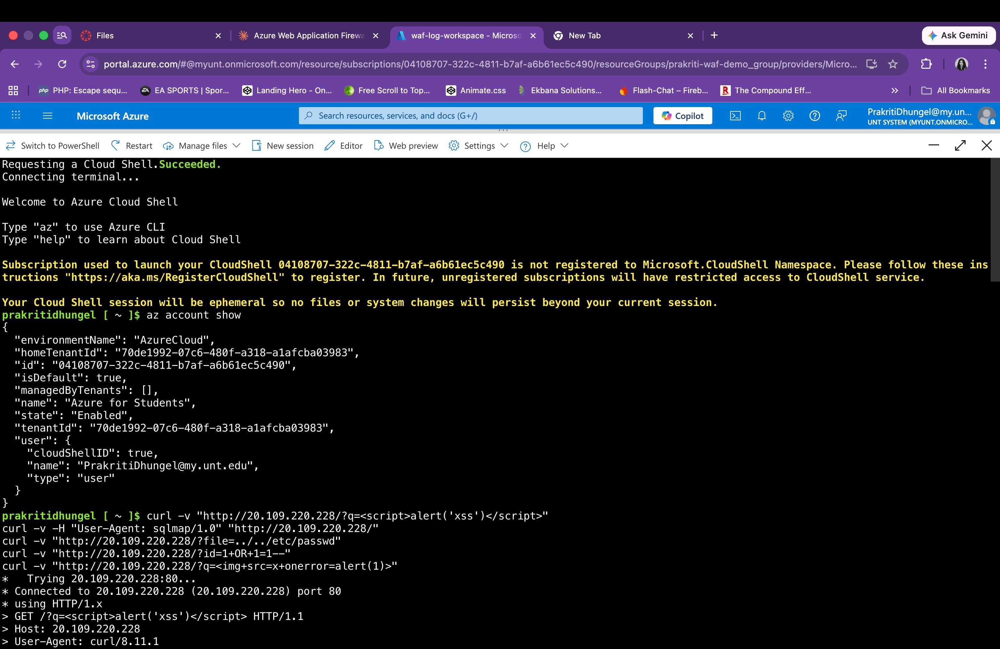 Files
Azure Web Application Firewa
waf-log-workspace - Microso
New Tab
Ask Gemini
portal.azure.com/#@myunt.onmicrosoft.com/resource/subscriptions/04108707-322c-4811-b7af-a6b61ec5c490/resourceGroups/prakriti-waf-demo_group/providers/Micro...
php PHP: Escape sequ...
EA EA SPORTS | Spor...
Landing Hero - On...
Free Scroll to Top...
Animate.css
Ekbana Solutions...
Flash-Chat – Fireb...
R The Compound Eff...
All Bookmarks
Microsoft Azure
Search resources, services, and docs (G+/)
Copilot
PrakritiDhungel@my.un...
UNT SYSTEM (MYUNT.ONMICRO...
Switch to PowerShell
Restart
Manage files
New session
Editor
Web preview
Settings
Help
Requesting a Cloud Shell.Succeeded.
Connecting terminal...
Welcome to Azure Cloud Shell
Type "az" to use Azure CLI
Type "help" to learn about Cloud Shell
Subscription used to launch your CloudShell 04108707-322c-4811-b7af-a6b61ec5c490 is not registered to Microsoft.CloudShell Namespace. Please follow these ins
tructions "https://aka.ms/RegisterCloudShell" to register. In future, unregistered subscriptions will have restricted access to CloudShell service.
Your Cloud Shell session will be ephemeral so no files or system changes will persist beyond your current session.
prakritidhungel [ ~ ]$ az account show
{
  "environmentName": "AzureCloud",
  "homeTenantId": "70de1992-07c6-480f-a318-a1afcba03983",
  "id": "04108707-322c-4811-b7af-a6b61ec5c490",
  "isDefault": true,
  "managedByTenants": [],
  "name": "Azure for Students",
  "state": "Enabled",
  "tenantId": "70de1992-07c6-480f-a318-a1afcba03983",
  "user": {
    "cloudShellID": true,
    "name": "PrakritiDhungel@my.unt.edu",
    "type": "user"
  }
}
prakritidhungel [ ~ ]$ curl -v "http://20.109.220.228/?q=<script>alert('xss')</script>"
curl -v -H "User-Agent: sqlmap/1.0" "http://20.109.220.228/"
curl -v "http://20.109.220.228/?file=../../etc/passwd"
curl -v "http://20.109.220.228/?id=1+OR+1=1--"
curl -v "http://20.109.220.228/?q=<img+src=x+onerror=alert(1)>"
*   Trying 20.109.220.228:80...
* Connected to 20.109.220.228 (20.109.220.228) port 80
* using HTTP/1.x
> GET /?q=<script>alert('xss')</script> HTTP/1.1
> Host: 20.109.220.228
> User-Agent: curl/8.11.1